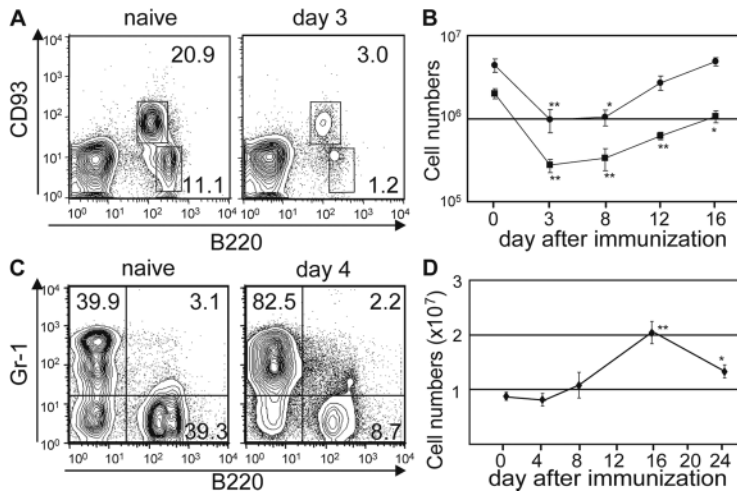 A
naive
day 3
20.9
3.0
CD93
10⁴
10³
10²
10¹
10⁰
11.1
1.2
10⁰ 10¹ 10² 10³ 10⁴
10⁰ 10¹ 10² 10³ 10⁴
B220
B
Cell numbers
10⁷
10⁶
10⁵
**
*
**
**
**
*
0 3 8 12 16
day after immunization
C
naive
day 4
39.9
3.1
82.5
2.2
Gr-1
10⁴
10³
10²
10¹
10⁰
39.3
8.7
10⁰ 10¹ 10² 10³ 10⁴
10⁰ 10¹ 10² 10³ 10⁴
B220
D
Cell numbers (x10⁷)
3
2
1
**
*
0 4 8 12 16 20 24
day after immunization